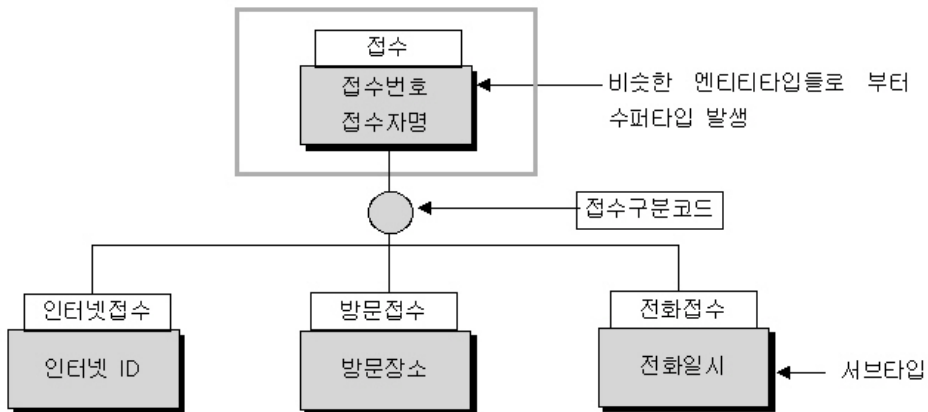 접수
접수번호
접수자명
비슷한 엔티티타입들로 부터
수퍼타입 발생
접수구분코드
인터넷접수
방문접수
전화접수
인터넷 ID
방문장소
전화일시
서브타입